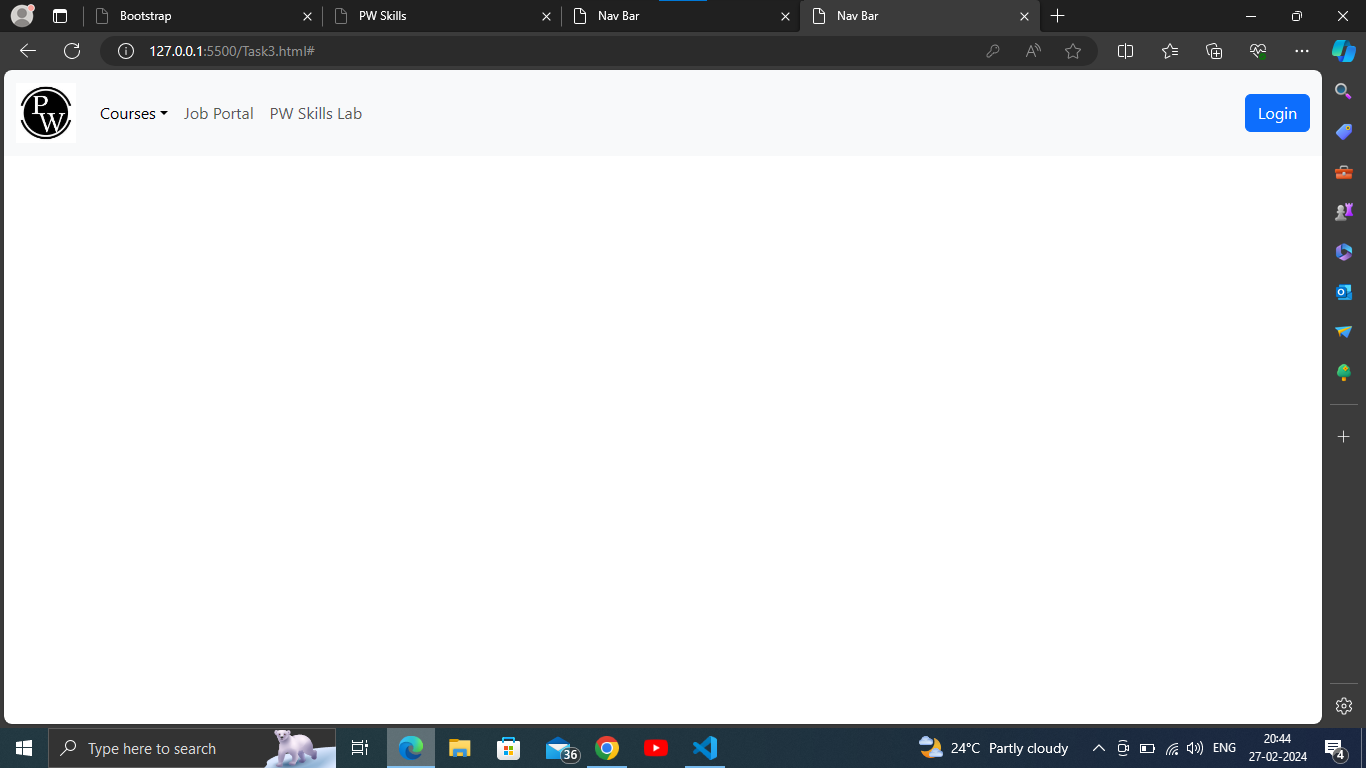 Bootstrap
PW Skills
Nav Bar
Nav Bar
127.0.0.1:5500/Task3.html#
PW
Courses Job Portal PW Skills Lab Login
Type here to search
36
24°C Partly cloudy
ENG
20:44
27-02-2024
4